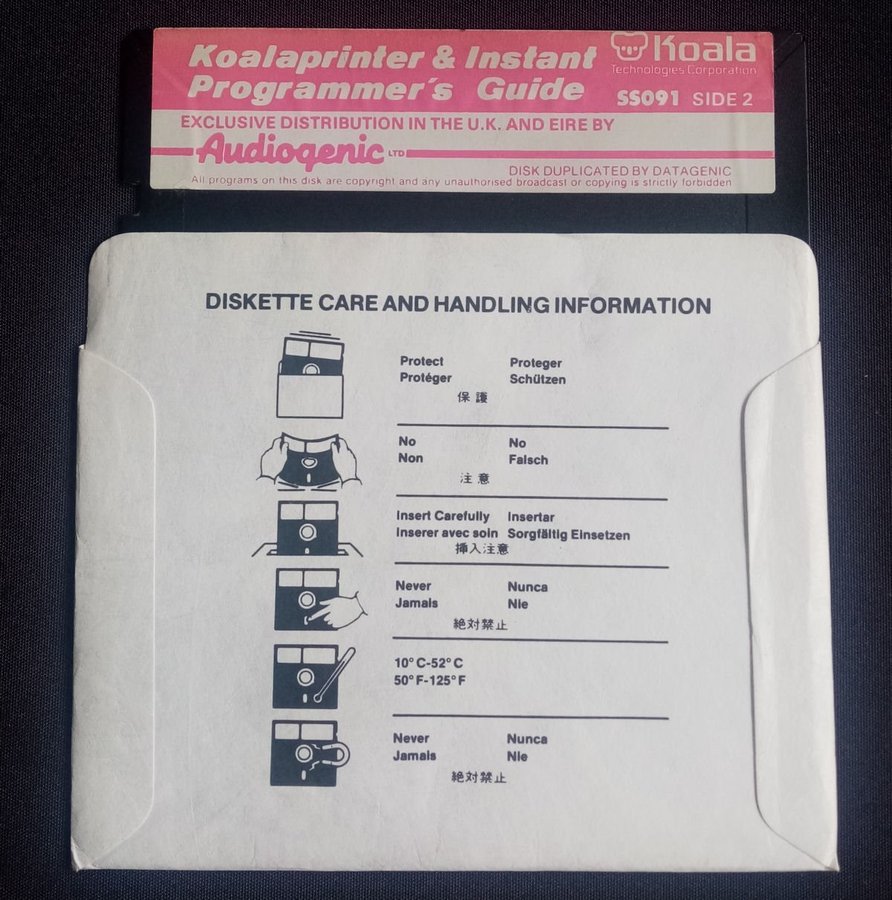 Koalaprinter & Instant
Programmer's Guide
Koala
Technologies Corporation
SS091 SIDE 2
EXCLUSIVE DISTRIBUTION IN THE U.K. AND EIRE BY
Audiogenic LTD
DISK DUPLICATED BY DATAGENIC
All programs on this disk are copyright and any unauthorised broadcast or copying is strictly forbidden
DISKETTE CARE AND HANDLING INFORMATION
Protect Proteger
Protéger Schützen
保護
No No
Non Falsch
注意
Insert Carefully Insertar
Inserer avec soin Sorgfältig Einsetzen
挿入注意
Never Nunca
Jamais Nie
絶対禁止
10°C-52°C
50°F-125°F
Never Nunca
Jamais Nie
絶対禁止